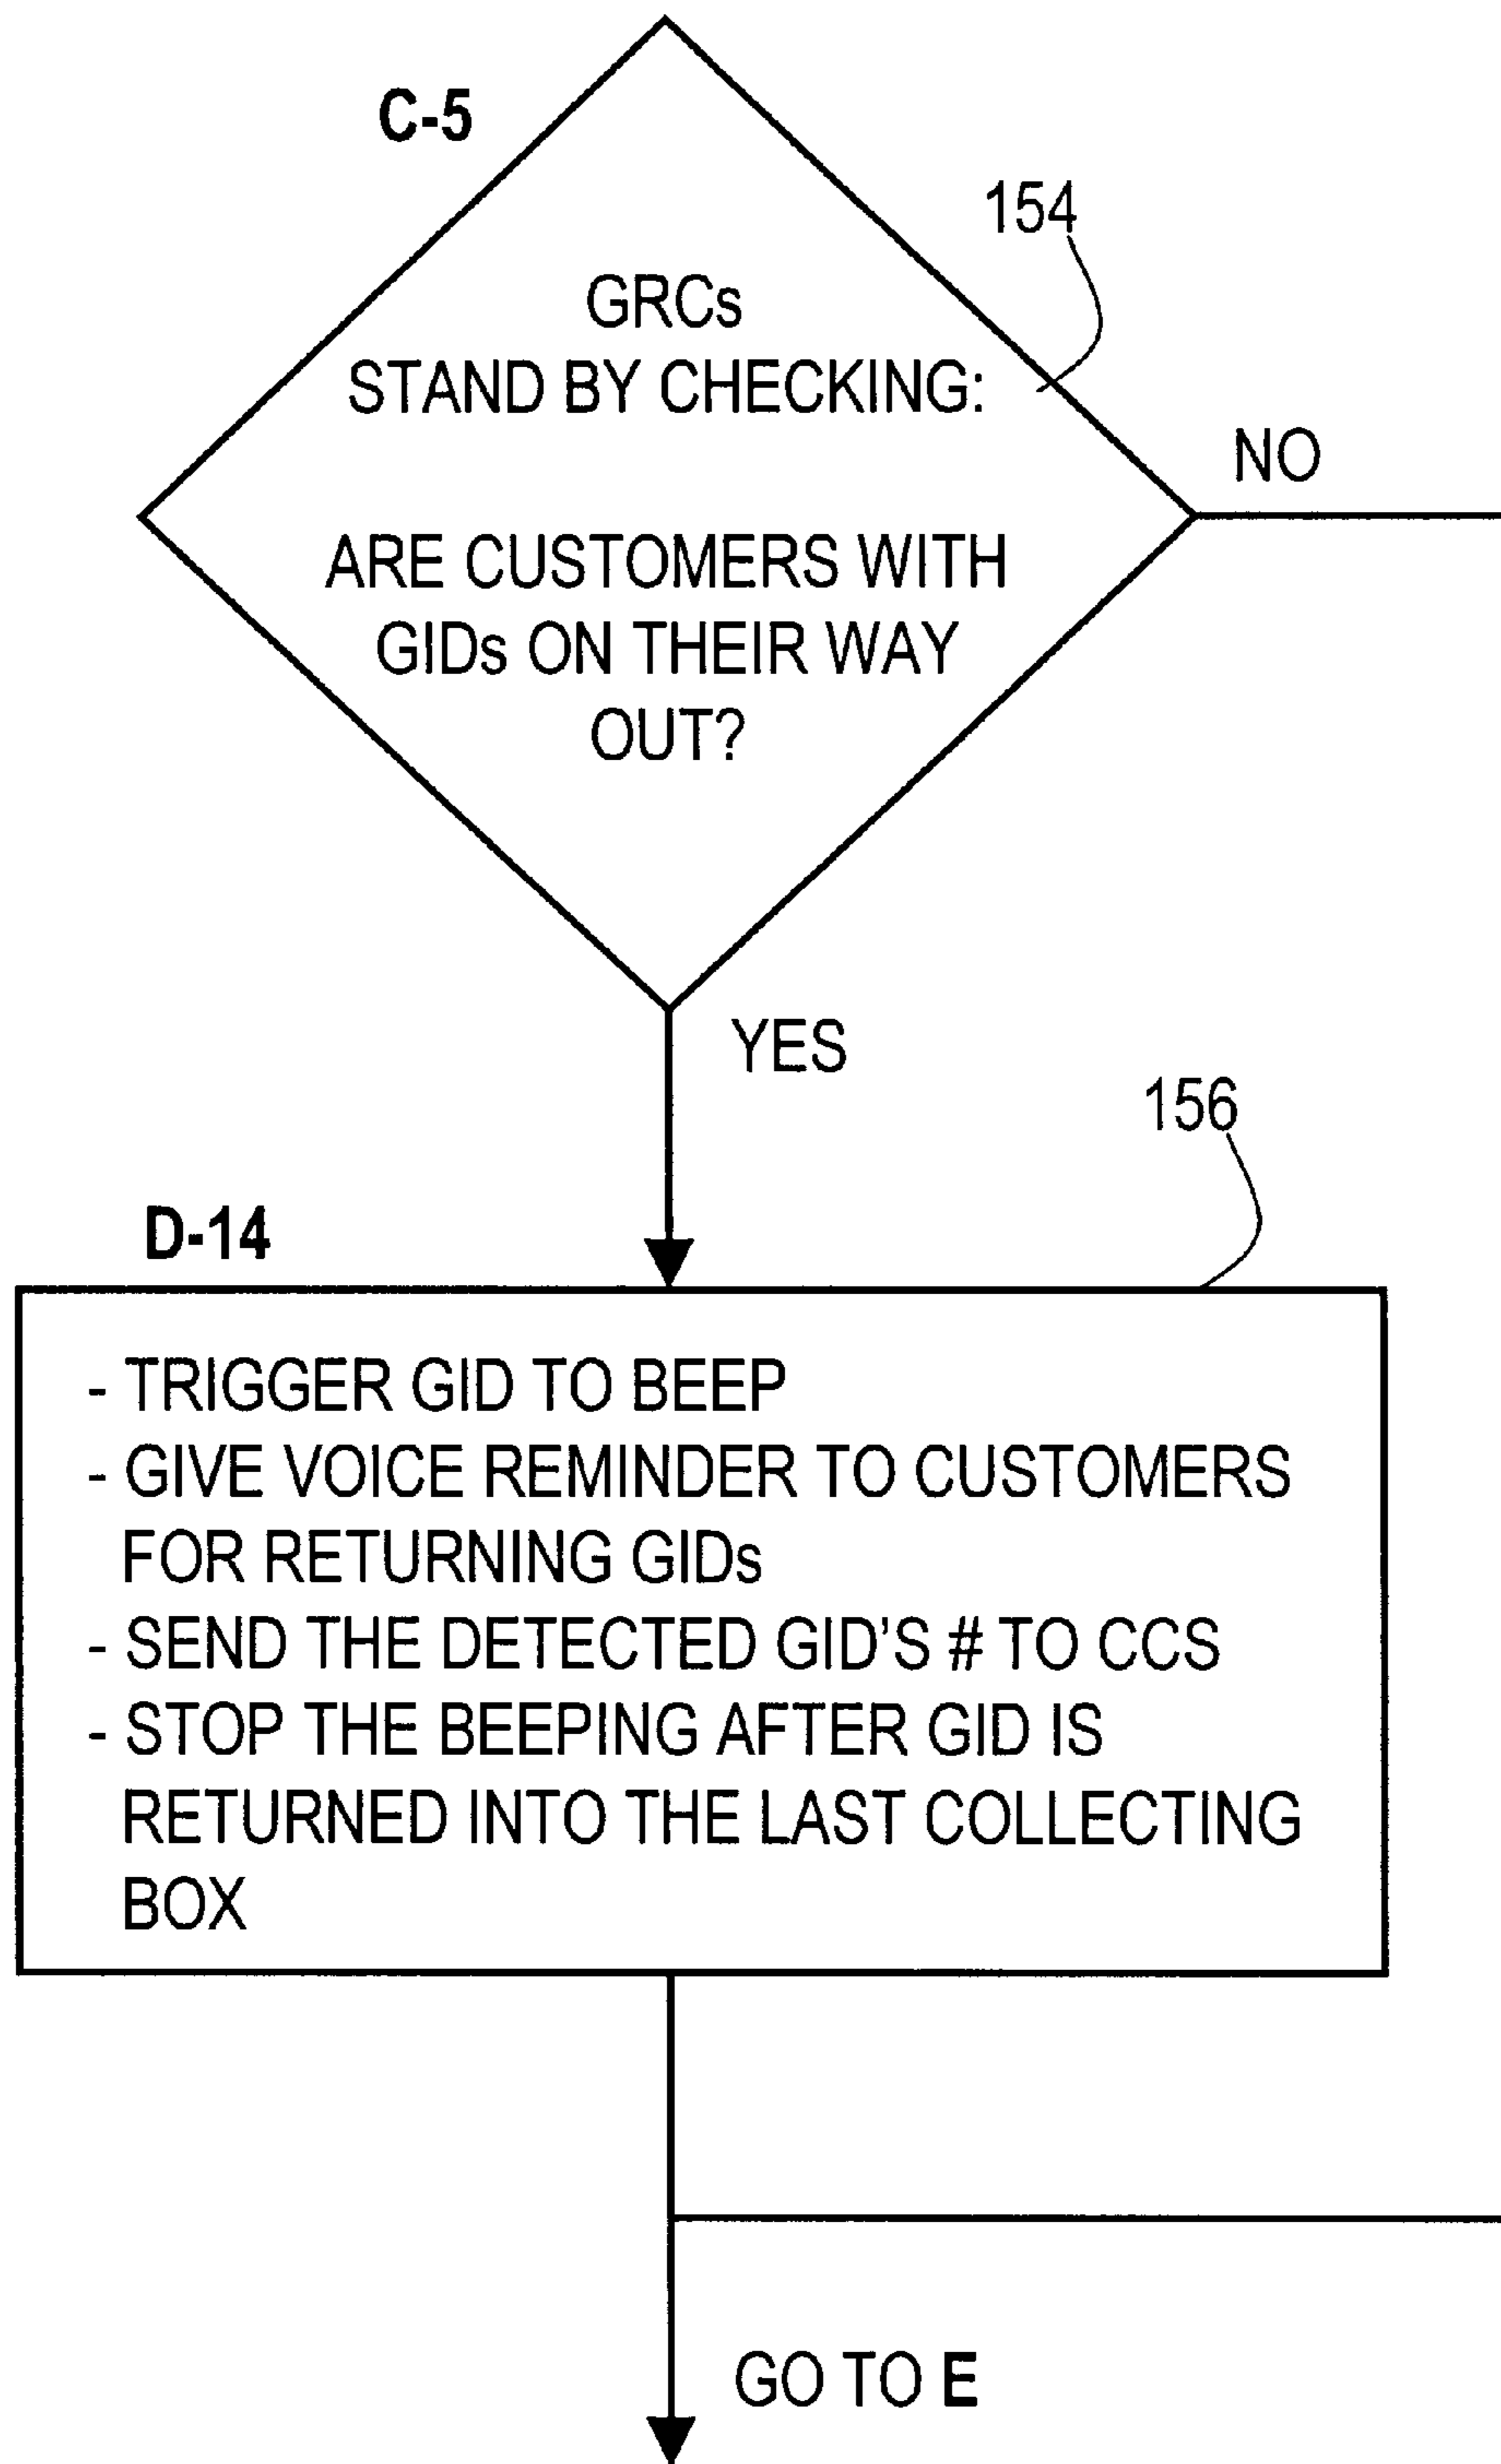 C-5
154
GRCs
STAND BY CHECKING:
NO
ARE CUSTOMERS WITH
GIDs ON THEIR WAY
OUT?
YES
156
D-14
- TRIGGER GID TO BEEP
- GIVE VOICE REMINDER TO CUSTOMERS
FOR RETURNING GIDs
- SEND THE DETECTED GID'S # TO CCS
- STOP THE BEEPING AFTER GID IS
RETURNED INTO THE LAST COLLECTING
BOX
GO TO E